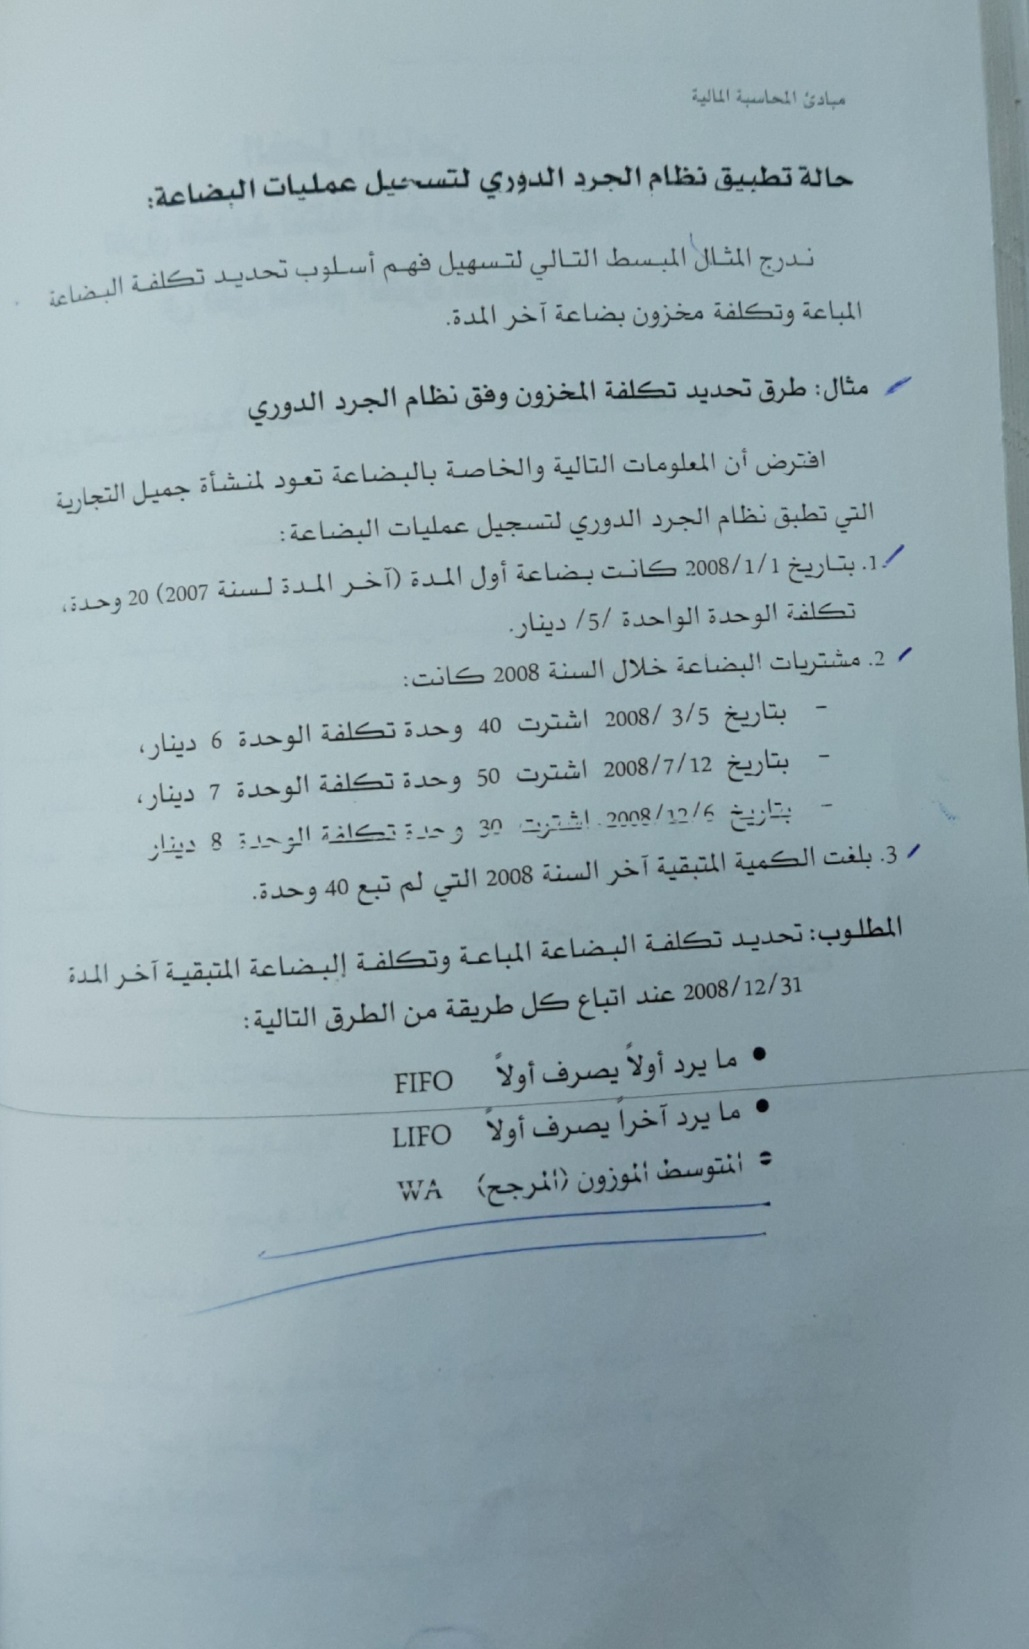 مبادئ المحاسبة المالية
حالة تطبيق نظام الجرد الدوري لتسجيل عمليات البضاعة:
ندرج المثال المبسط التالي لتسهيل فهم أسلوب تحديد تكلفة البضاعة
المباعة وتكلفة مخزون بضاعة آخر المدة.
مثال: طرق تحديد تكلفة المخزون وفق نظام الجرد الدوري
افترض أن المعلومات التالية والخاصة بالبضاعة تعود لمنشأة جميل التجارية
التي تطبق نظام الجرد الدوري لتسجيل عمليات البضاعة:
1. بتاريخ 2008/1/1 كانت بضاعة أول المدة (آخر المدة لسنة 2007) 20 وحدة،
تكلفة الوحدة الواحدة /5/ دينار.
2. مشتريات البضاعة خلال السنة 2008 كانت:
- بتاريخ 3/5 /2008 اشترت 40 وحدة تكلفة الوحدة 6 دينار،
- بتاريخ 2008/7/12 اشترت 50 وحدة تكلفة الوحدة 7 دينار،
- بتاريخ 2008/12/6 اشترت 30 وحدة تكلفة الوحدة 8 دينار
3. بلغت الكمية المتبقية آخر السنة 2008 التي لم تبع 40 وحدة.
المطلوب: تحديد تكلفة البضاعة المباعة وتكلفة البضاعة المتبقية آخر المدة
2008/12/31 عند اتباع كل طريقة من الطرق التالية:
• ما يرد أولاً يصرف أولاً FIFO
• ما يرد آخراً يصرف أولاً LIFO
• المتوسط الموزون (المرجح) WA